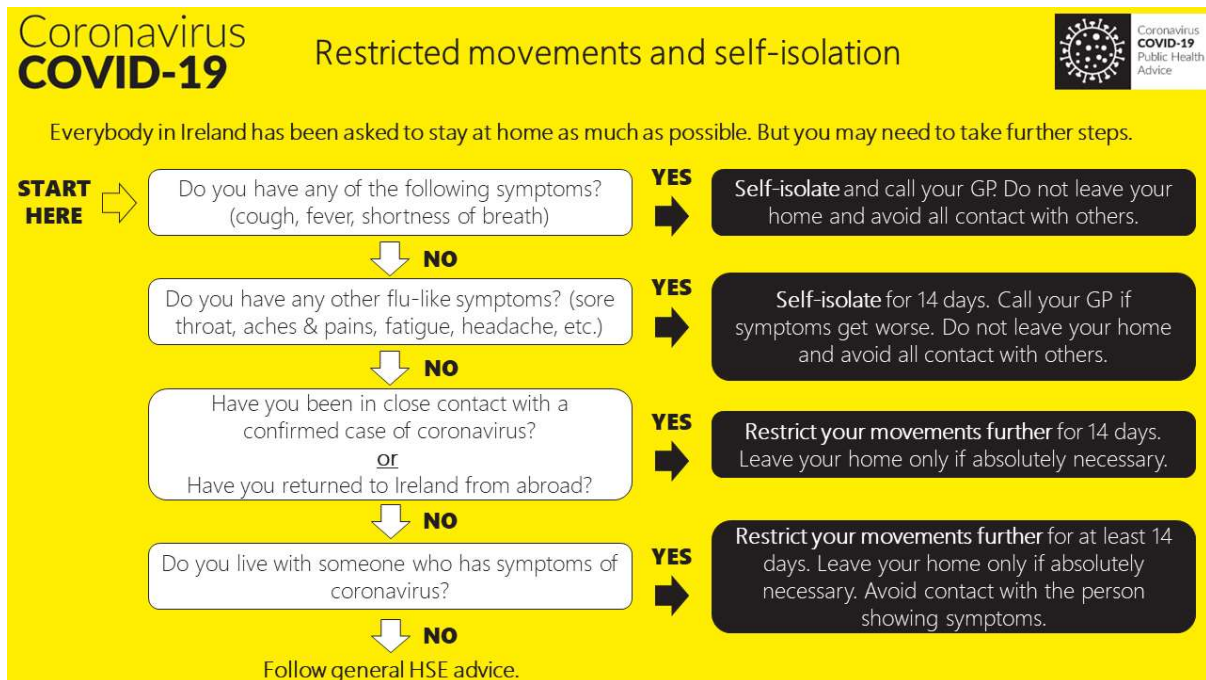 Coronavirus
COVID-19
Restricted movements and self-isolation
Coronavirus
COVID-19
Public Health
Advice
Everybody in Ireland has been asked to stay at home as much as possible. But you may need to take further steps.
START
HERE
Do you have any of the following symptoms?
(cough, fever, shortness of breath)
YES
Self-isolate and call your GP. Do not leave your
home and avoid all contact with others.
NO
Do you have any other flu-like symptoms? (sore
throat, aches & pains, fatigue, headache, etc.)
YES
Self-isolate for 14 days. Call your GP if
symptoms get worse. Do not leave your home
and avoid all contact with others.
NO
Have you been in close contact with a
confirmed case of coronavirus?
or
Have you returned to Ireland from abroad?
YES
Restrict your movements further for 14 days.
Leave your home only if absolutely necessary.
NO
Do you live with someone who has symptoms of
coronavirus?
YES
Restrict your movements further for at least 14
days. Leave your home only if absolutely
necessary. Avoid contact with the person
showing symptoms.
NO
Follow general HSE advice.